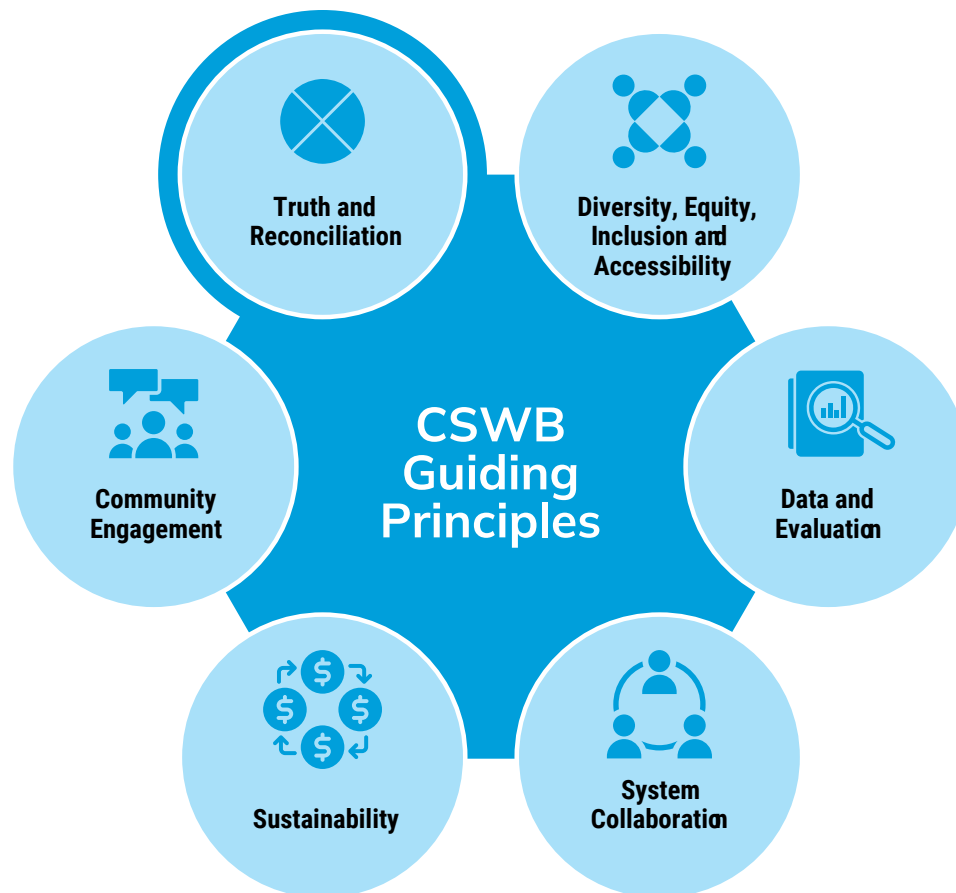 Truth and
Reconciliation
Diversity, Equity,
Inclusion and
Accessibility
Community
Engagement
CSWB
Guiding
Principles
Data and
Evaluation
$
$
$
$
Sustainability
System
Collaboration